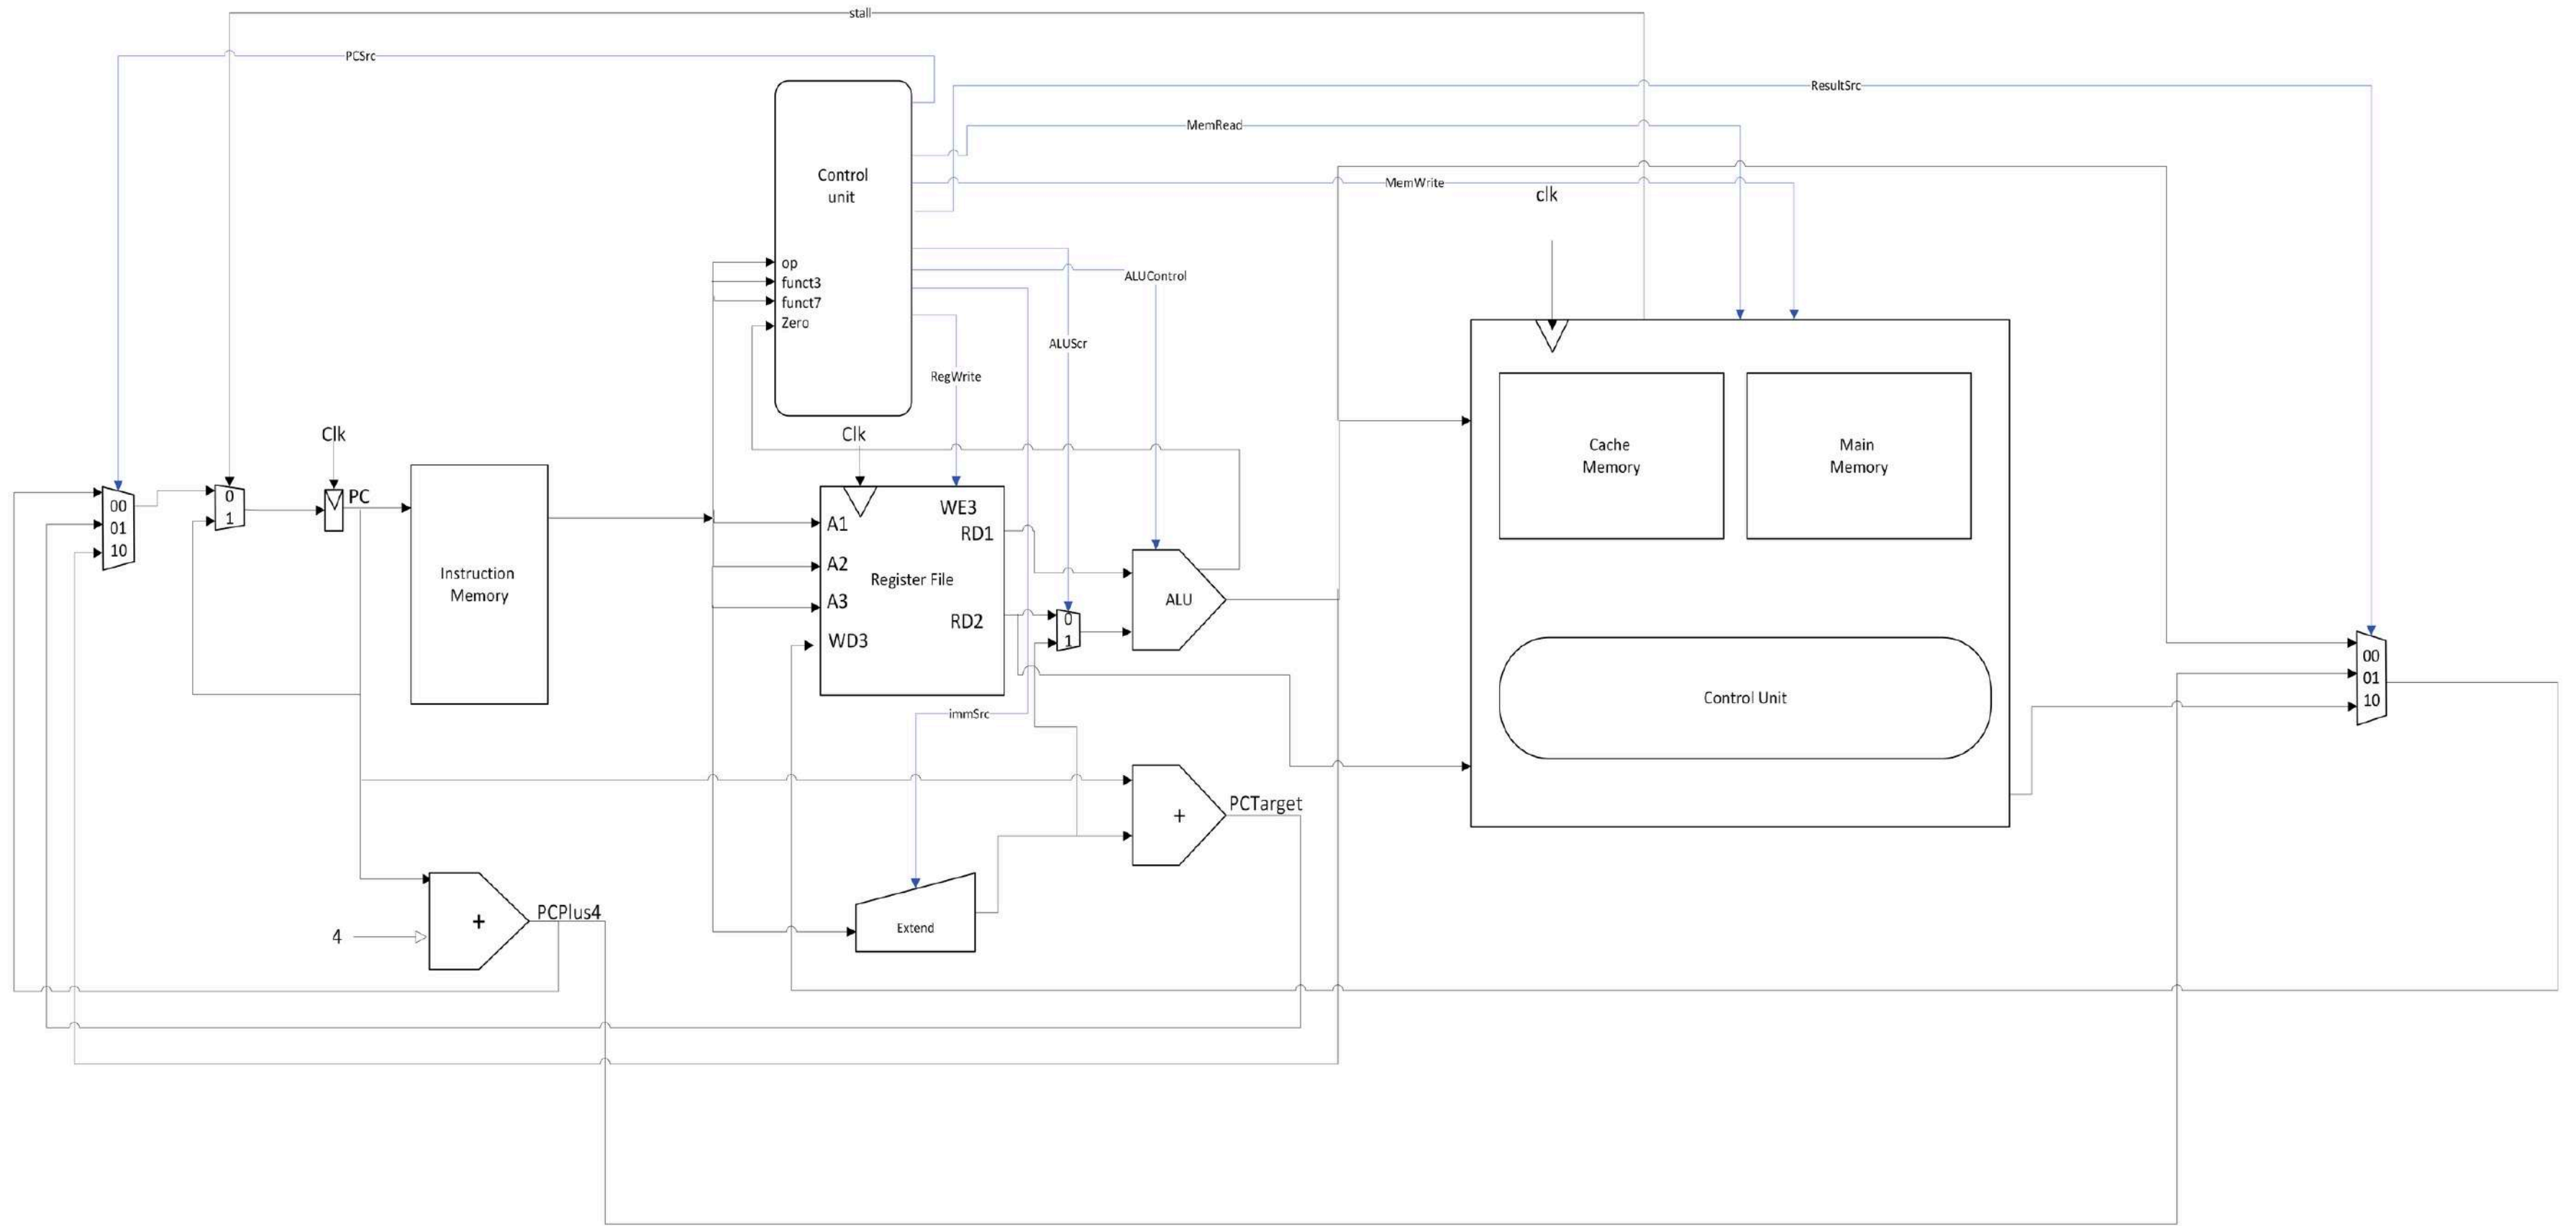 stall
PCSrc
ResultSrc
MemRead
Control
unit
MemWrite
clk
op
funct3
funct7
Zero
ALUControl
ALUScr
RegWrite
Clk
Clk
Cache
Memory
Main
Memory
00
01
10
0
1
PC
Instruction
Memory
A1
A2
A3
WD3
WE3
RD1
Register File
RD2
0
1
ALU
00
01
10
Control Unit
immSrc
PCTarget
+
PCPlus4
+
4
Extend